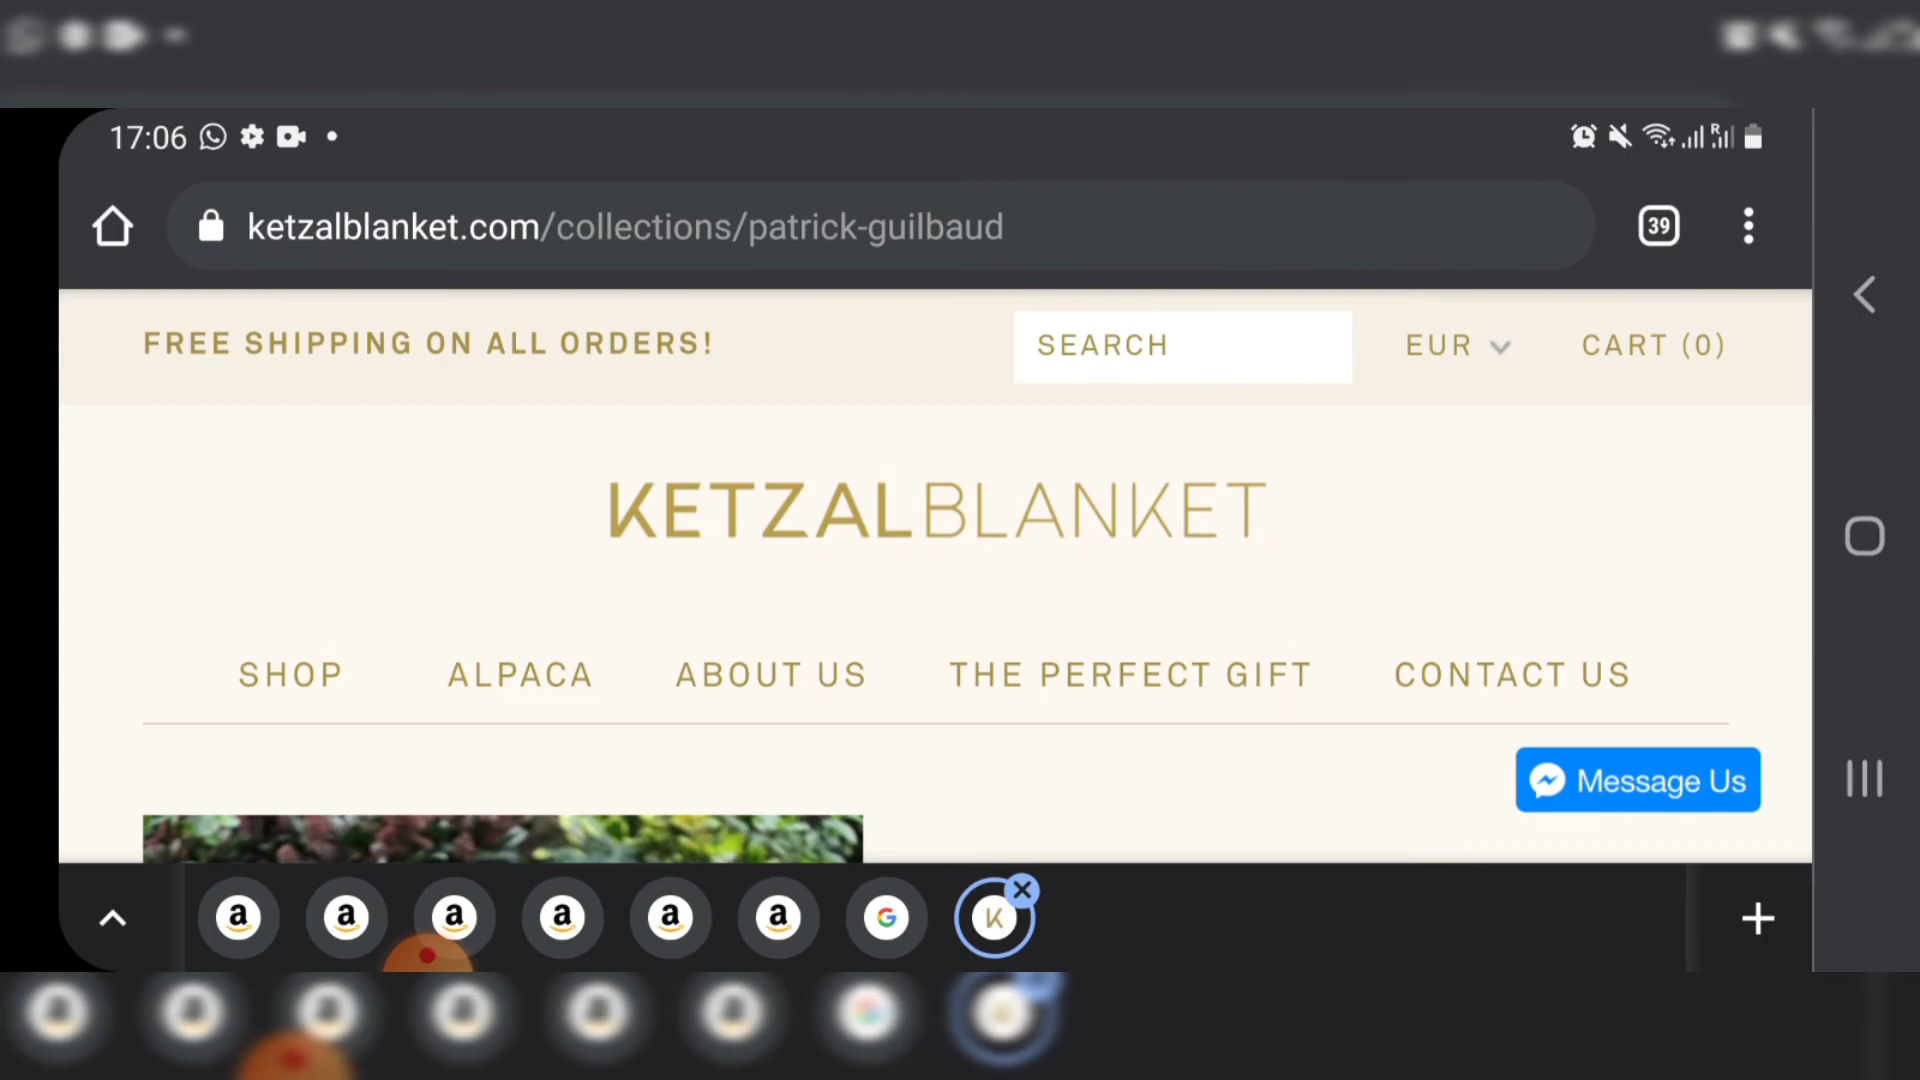 17:06
ketzalblanket.com/collections/patrick-guilbaud
39
FREE SHIPPING ON ALL ORDERS!
SEARCH
EUR
CART (0)
KETZALBLANKET
SHOP
ALPACA
ABOUT US
THE PERFECT GIFT
CONTACT US
Message Us
a
a
a
a
a
a
G
K